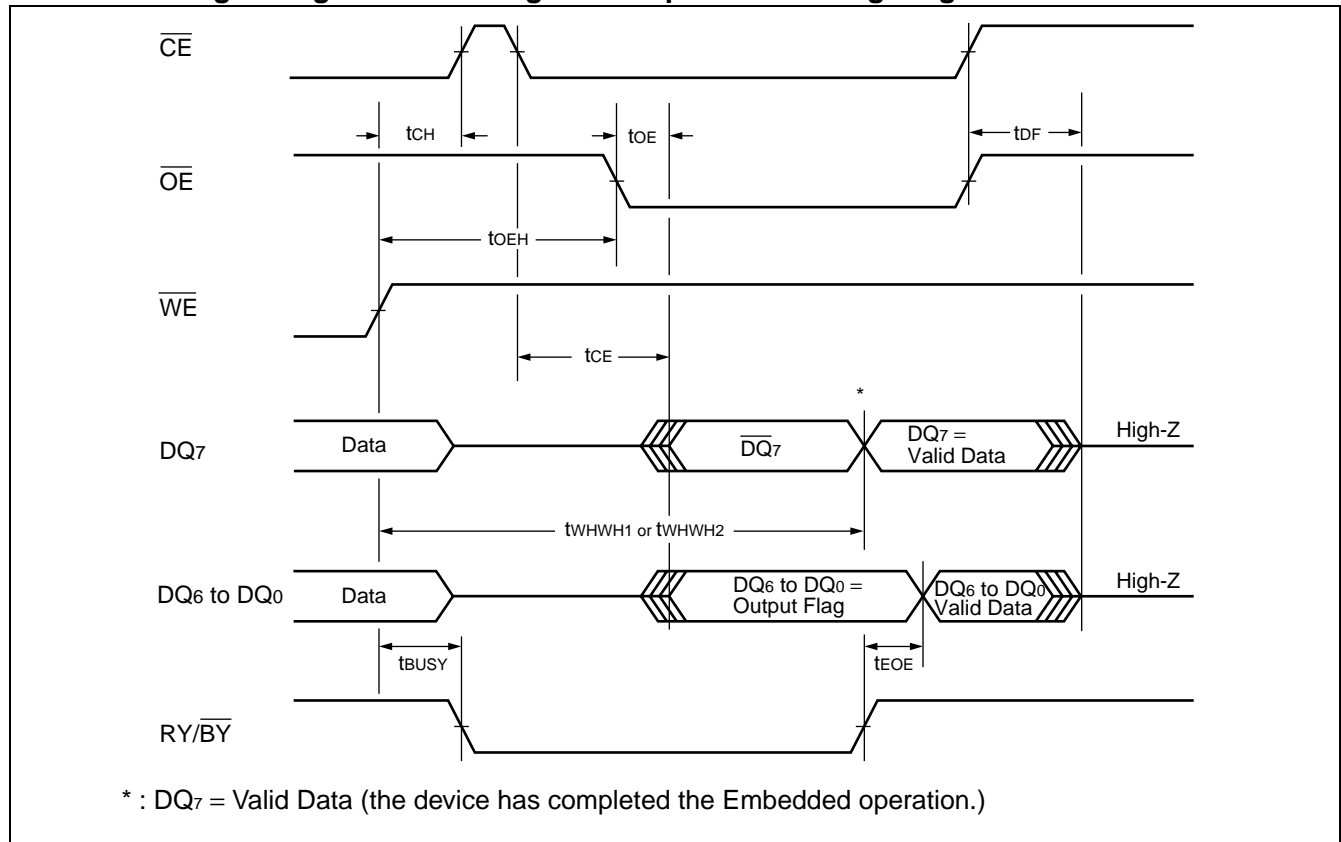 CE
tCH
tOE
tDF
OE
tOEH
WE
tCE
*
DQ7
Data
DQ7
DQ7 =
Valid Data
High-Z
tWHWH1 or tWHWH2
DQ6 to DQ0
Data
DQ6 to DQ0 =
Output Flag
DQ6 to DQ0
Valid Data
High-Z
tBUSY
tEOE
RY/BY
* : DQ7 = Valid Data (the device has completed the Embedded operation.)